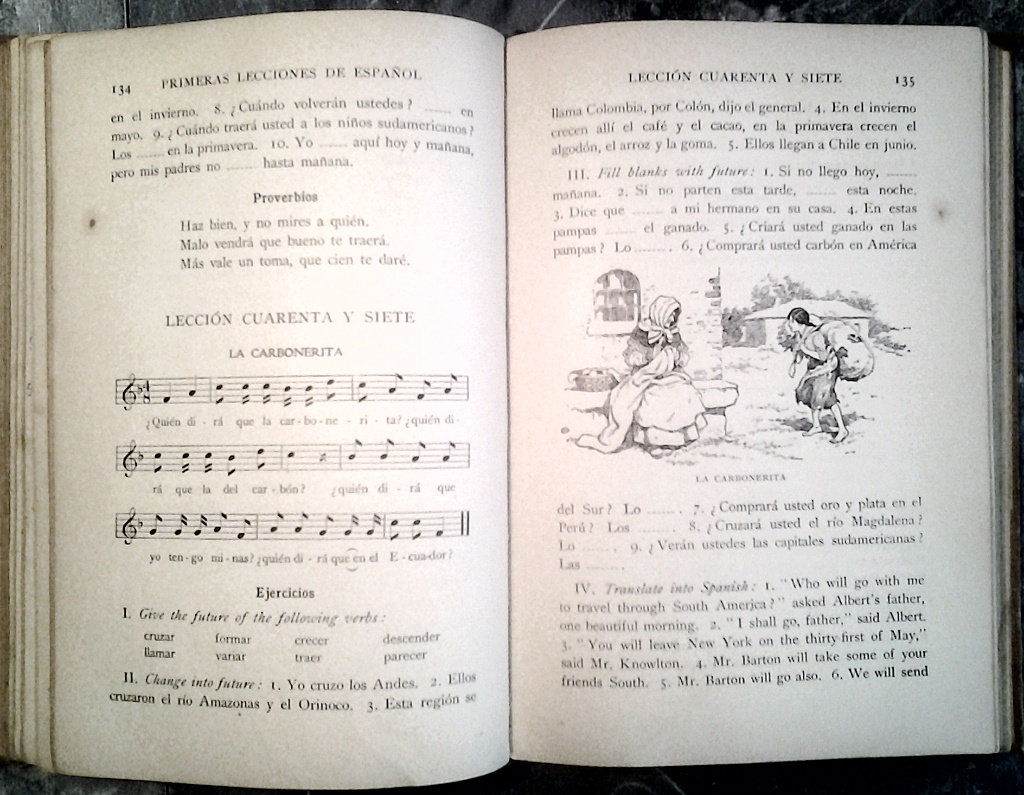 134 PRIMERAS LECCIONES DE ESPAÑOL
en el invierno. 8. ¿Cuándo volverán ustedes? ........ en
mayo. 9. ¿Cuándo traerá usted a los niños sudamericanos?
Los ........ en la primavera. 10. Yo ........ aquí hoy y mañana,
pero mis padres no ........ hasta mañana.
Proverbios
Haz bien, y no mires a quién.
Malo vendrá que bueno te traerá.
Más vale un toma, que cien te daré.
LECCIÓN CUARENTA Y SIETE
LA CARBONERITA
¿Quién di - rá que la car - bo - ne - ri - ta? ¿quién di -
rá que la del car - bón? ¿quién di - rá que
yo ten - go mi - nas? ¿quién di - rá que en el E - cua - dor?
Ejercicios
I. Give the future of the following verbs:
cruzar formar crecer descender
llamar variar traer parecer
II. Change into future: 1. Yo cruzo los Andes. 2. Ellos
cruzaron el río Amazonas y el Orinoco. 3. Esta región se
LECCIÓN CUARENTA Y SIETE 135
llama Colombia, por Colón, dijo el general. 4. En el invierno
crecen allí el café y el cacao, en la primavera crecen el
algodón, el arroz y la goma. 5. Ellos llegan a Chile en junio.
III. Fill blanks with future: 1. Si no llego hoy, ........
mañana. 2. Si no parten esta tarde, ........ esta noche.
3. Dice que ........ a mi hermano en su casa. 4. En estas
pampas ........ el ganado. 5. ¿Criará usted ganado en las
pampas? Lo ........ . 6. ¿Comprará usted carbón en América
LA CARBONERITA
del Sur? Lo ........ . 7. ¿Comprará usted oro y plata en el
Perú? Los ........ . 8. ¿Cruzará usted el río Magdalena?
Lo ........ . 9. ¿Verán ustedes las capitales sudamericanas?
Las ........ .
IV. Translate into Spanish: 1. "Who will go with me
to travel through South America?" asked Albert's father,
one beautiful morning. 2. "I shall go, father," said Albert.
3. "You will leave New York on the thirty-first of May,"
said Mr. Knowlton. 4. Mr. Barton will take some of your
friends South. 5. Mr. Barton will go also. 6. We will send